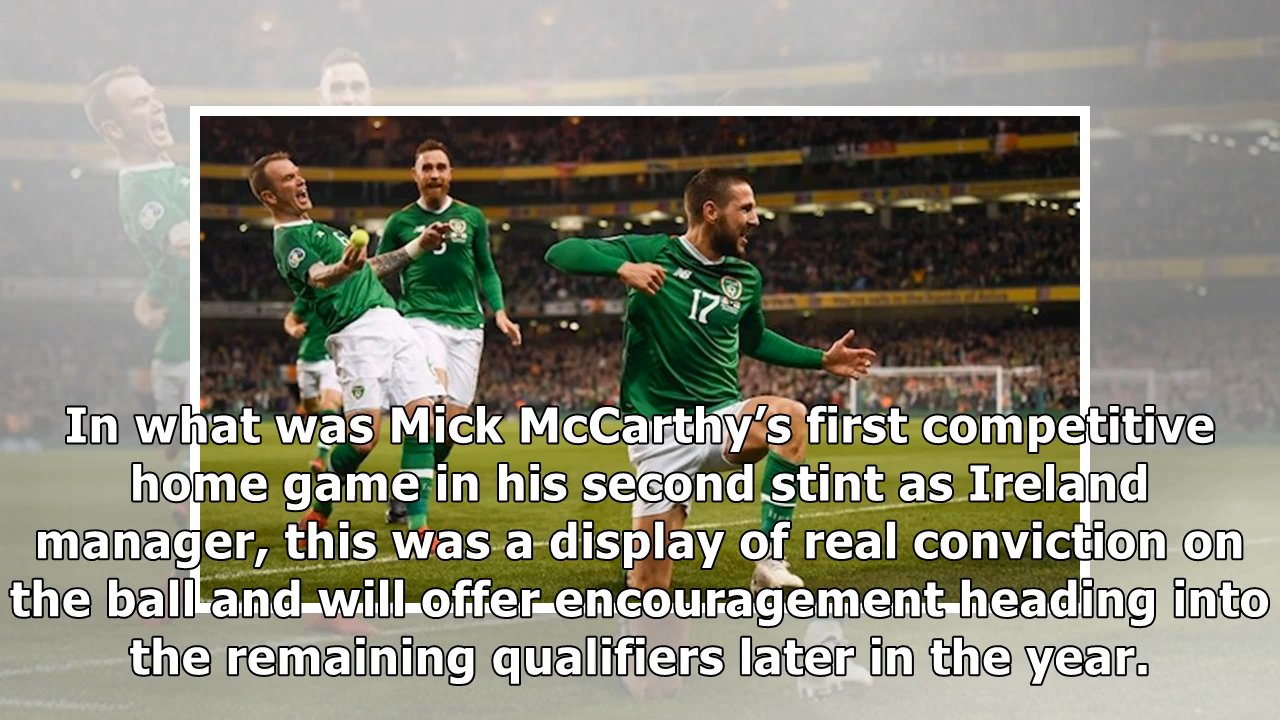 17
In what was Mick McCarthy’s first competitive
home game in his second stint as Ireland
manager, this was a display of real conviction on
the ball and will offer encouragement heading into
the remaining qualifiers later in the year.